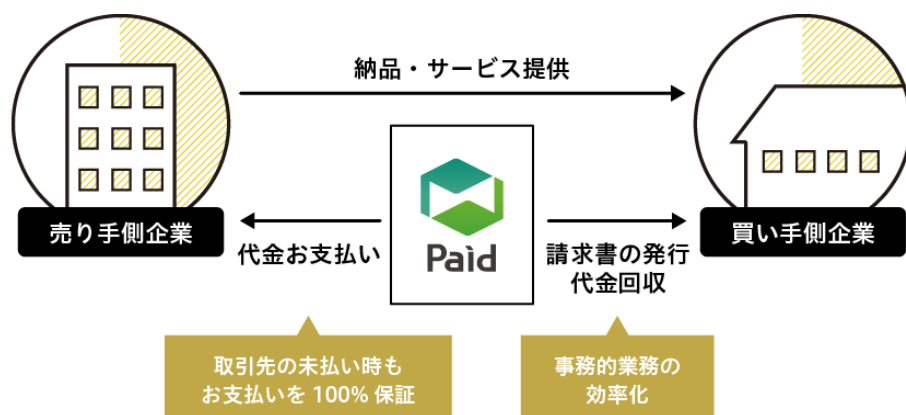 納品・サービス提供
売り手側企業
買い手側企業
代金お支払い
Paid
請求書の発行
代金回収
取引先の未払い時も
お支払いを 100% 保証
事務的業務の
効率化